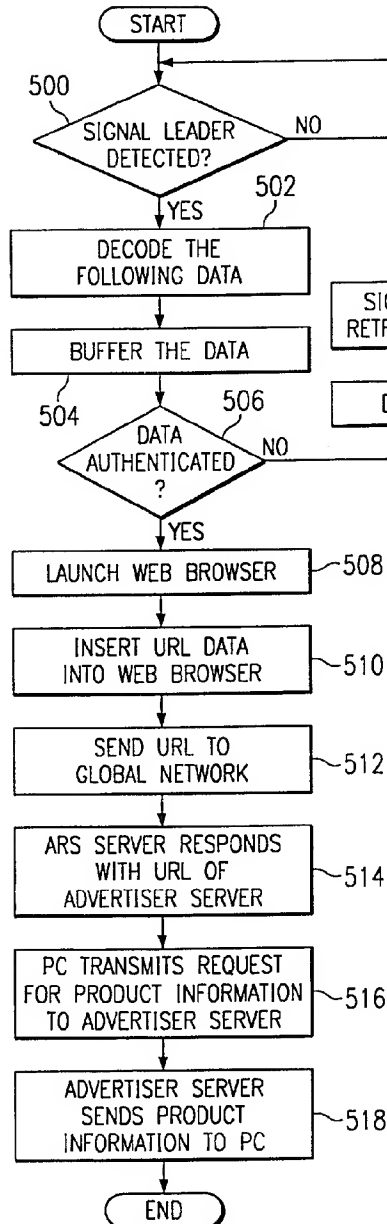 START
500
SIGNAL LEADER
DETECTED?
NO
YES
502
DECODE THE
FOLLOWING DATA
BUFFER THE DATA
504
506
DATA
AUTHENTICATED
?
NO
YES
LAUNCH WEB BROWSER
508
INSERT URL DATA
INTO WEB BROWSER
510
SEND URL TO
GLOBAL NETWORK
512
ARS SERVER RESPONDS
WITH URL OF
ADVERTISER SERVER
514
PC TRANSMITS REQUEST
FOR PRODUCT INFORMATION
TO ADVERTISER SERVER
516
ADVERTISER SERVER
SENDS PRODUCT
INFORMATION TO PC
518
END